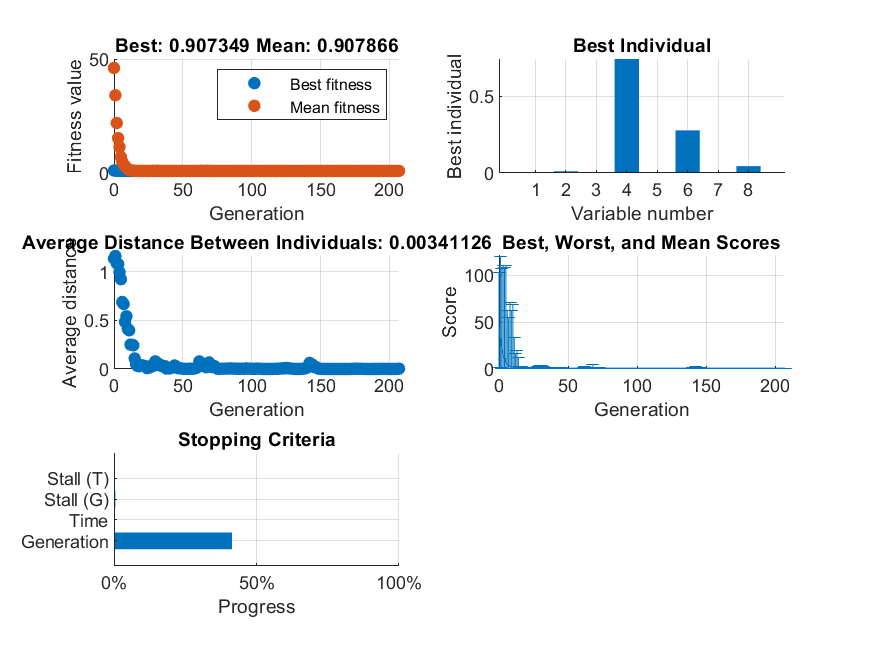 Best: 0.907349 Mean: 0.907866
Fitness value
50
0
Best fitness
Mean fitness
0 50 100 150 200
Generation
Best Individual
Best individual
0.5
0
1 2 3 4 5 6 7 8
Variable number
Average Distance Between Individuals: 0.00341126
Average distance
1
0.5
0
0 50 100 150 200
Generation
Best, Worst, and Mean Scores
Score
100
50
0
0 50 100 150 200
Generation
Stopping Criteria
Stall (T)
Stall (G)
Time
Generation
0% 50% 100%
Progress